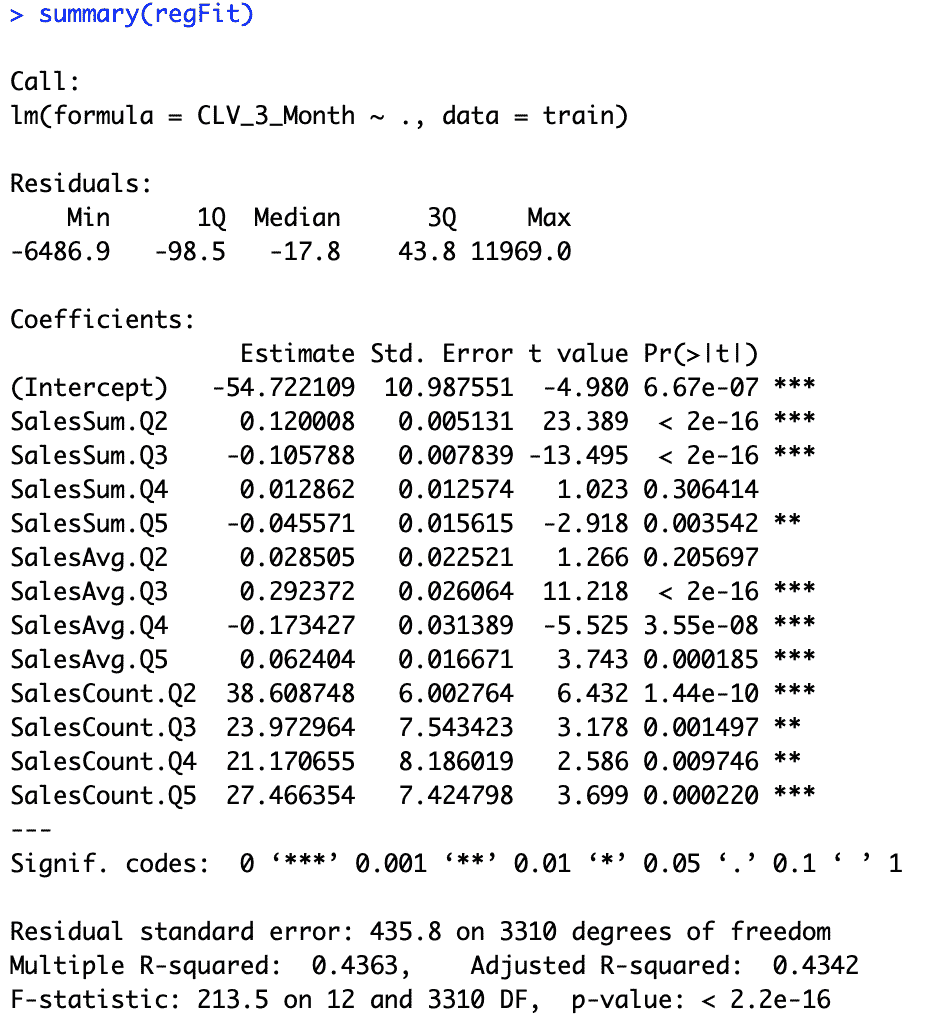 > summary(regFit)
Call:
lm(formula = CLV_3_Month ~ ., data = train)
Residuals:
    Min      1Q  Median      3Q     Max
-6486.9   -98.5   -17.8    43.8 11969.0
Coefficients:
                Estimate Std. Error t value Pr(>|t|)
(Intercept)   -54.722109  10.987551  -4.980 6.67e-07 ***
SalesSum.Q2     0.120008   0.005131  23.389  < 2e-16 ***
SalesSum.Q3    -0.105788   0.007839 -13.495  < 2e-16 ***
SalesSum.Q4     0.012862   0.012574   1.023 0.306414
SalesSum.Q5    -0.045571   0.015615  -2.918 0.003542 **
SalesAvg.Q2     0.028505   0.022521   1.266 0.205697
SalesAvg.Q3     0.292372   0.026064  11.218  < 2e-16 ***
SalesAvg.Q4    -0.173427   0.031389  -5.525 3.55e-08 ***
SalesAvg.Q5     0.062404   0.016671   3.743 0.000185 ***
SalesCount.Q2  38.608748   6.002764   6.432 1.44e-10 ***
SalesCount.Q3  23.972964   7.543423   3.178 0.001497 **
SalesCount.Q4  21.170655   8.186019   2.586 0.009746 **
SalesCount.Q5  27.466354   7.424798   3.699 0.000220 ***
---
Signif. codes:  0 ‘***’ 0.001 ‘**’ 0.01 ‘*’ 0.05 ‘.’ 0.1 ‘ ’ 1
Residual standard error: 435.8 on 3310 degrees of freedom
Multiple R-squared:  0.4363,    Adjusted R-squared:  0.4342
F-statistic: 213.5 on 12 and 3310 DF,  p-value: < 2.2e-16